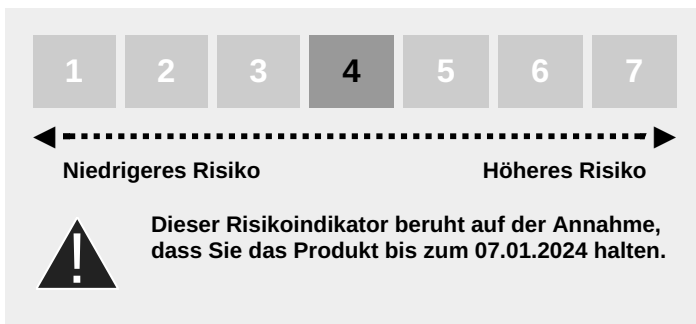 1 2 3 4 5 6 7
Niedrigeres Risiko Höheres Risiko
Dieser Risikoindikator beruht auf der Annahme,
dass Sie das Produkt bis zum 07.01.2024 halten.